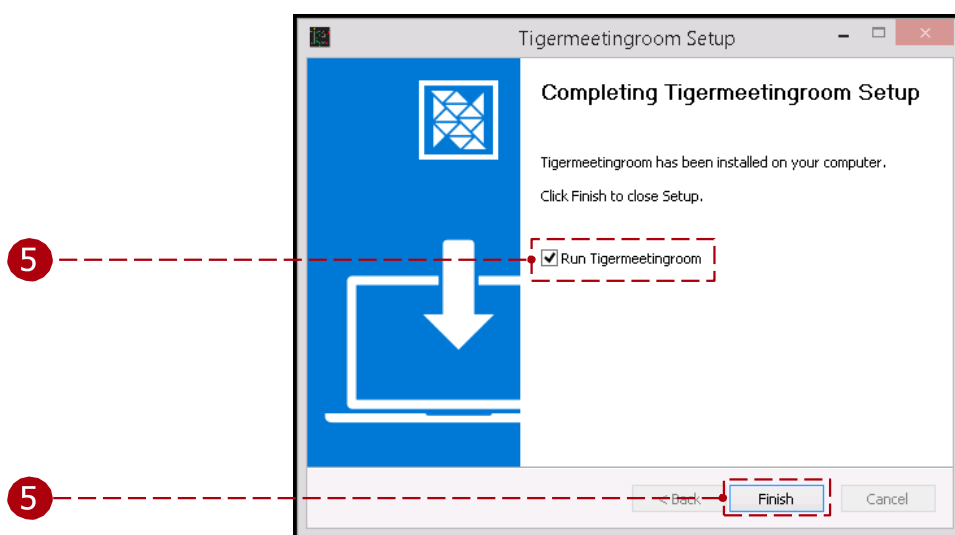 Tigermeetingroom Setup
Completing Tigermeetingroom Setup
Tigermeetingroom has been installed on your computer.
Click Finish to close Setup.
5
Run Tigermeetingroom
5
< Back
Finish
Cancel